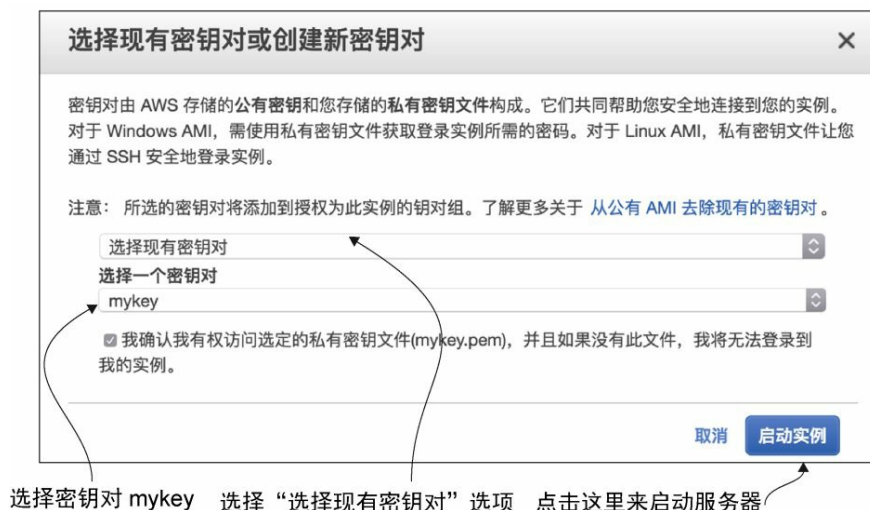 选择现有密钥对或创建新密钥对
密钥对由 AWS 存储的公有密钥和您存储的私有密钥文件构成。它们共同帮助您安全地连接到您的实例。
对于 Windows AMI，需使用私有密钥文件获取登录实例所需的密码。对于 Linux AMI，私有密钥文件让您
通过 SSH 安全地登录实例。
注意： 所选的密钥对将添加到授权为此实例的钥对组。了解更多关于 从公有 AMI 去除现有的密钥对。
选择现有密钥对
选择一个密钥对
mykey
我确认我有权访问选定的私有密钥文件(mykey.pem)，并且如果没有此文件，我将无法登录到
我的实例。
取消 启动实例
选择密钥对 mykey 选择“选择现有密钥对”选项 点击这里来启动服务器